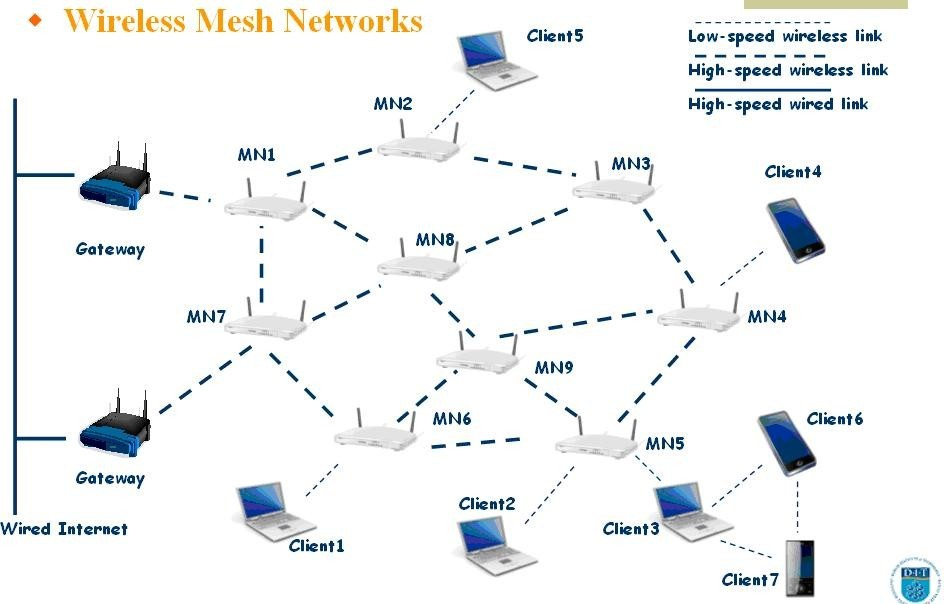 Wireless Mesh Networks
Client5
Low-speed wireless link
High-speed wireless link
High-speed wired link
MN2
MN1
MN3
Client4
Gateway
MN8
MN7
MN4
MN9
MN6
Client6
MN5
Gateway
Client2
Wired Internet
Client3
Client1
Client7
DIT